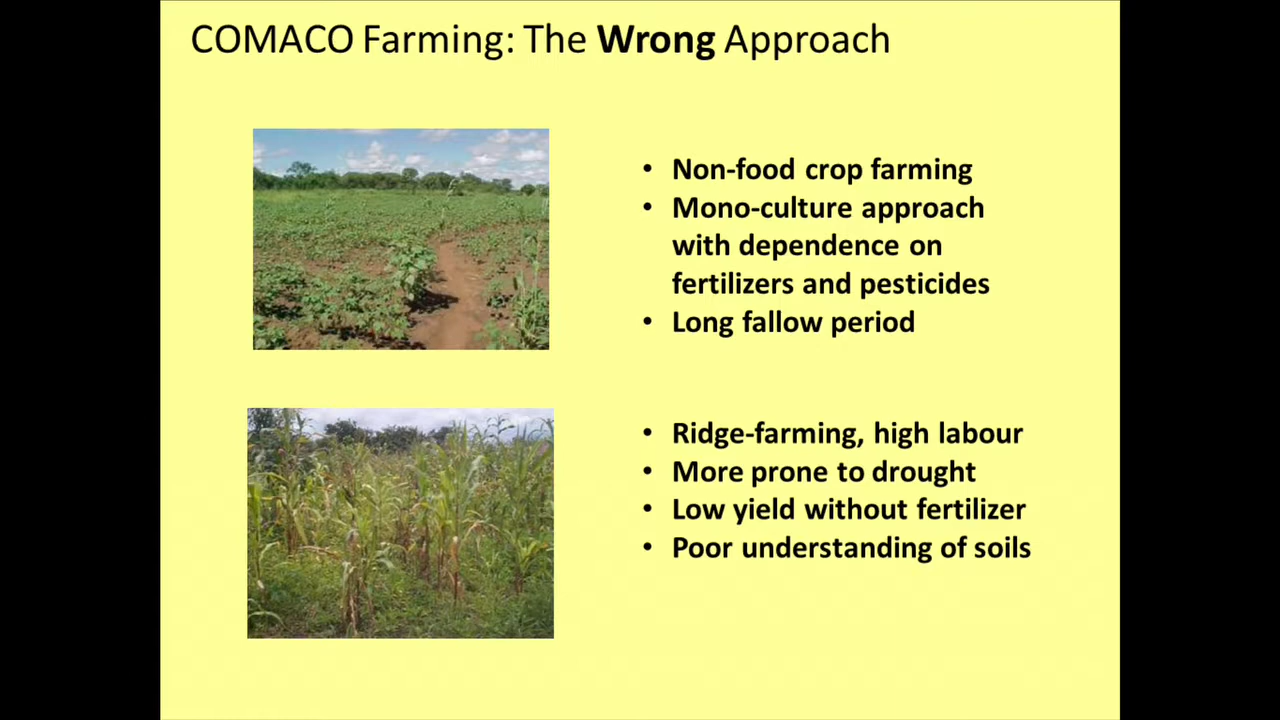 COMACO Farming: The Wrong Approach
• Non-food crop farming
• Mono-culture approach
with dependence on
fertilizers and pesticides
• Long fallow period
• Ridge-farming, high labour
• More prone to drought
• Low yield without fertilizer
• Poor understanding of soils